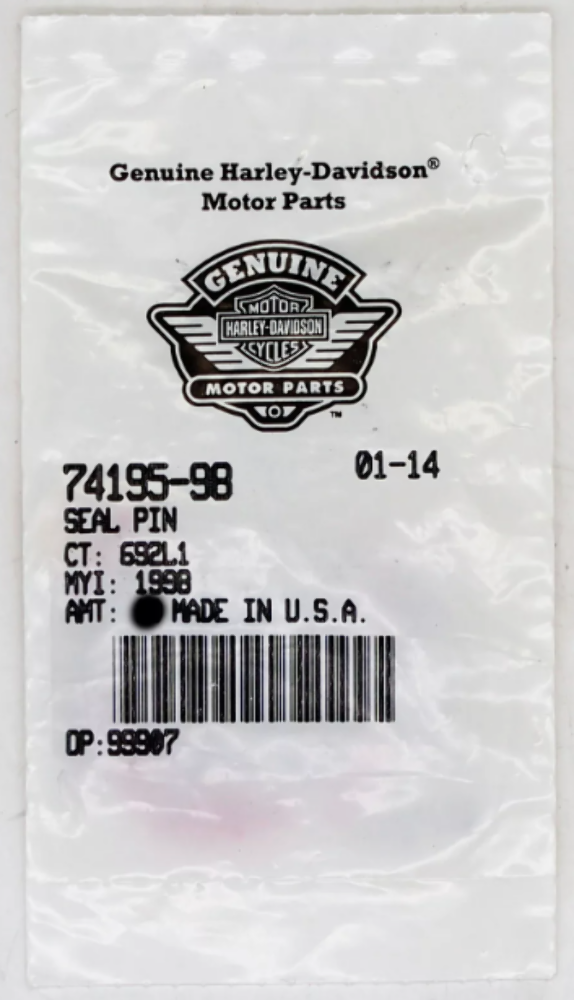 Genuine Harley-Davidson®
Motor Parts
GENUINE
MOTOR
HARLEY-DAVIDSON
CYCLES
MOTOR PARTS
TM
01-14
74195-98
SEAL PIN
CT: 692L1
MYI: 1998
AMT: MADE IN U.S.A.
OP:99907